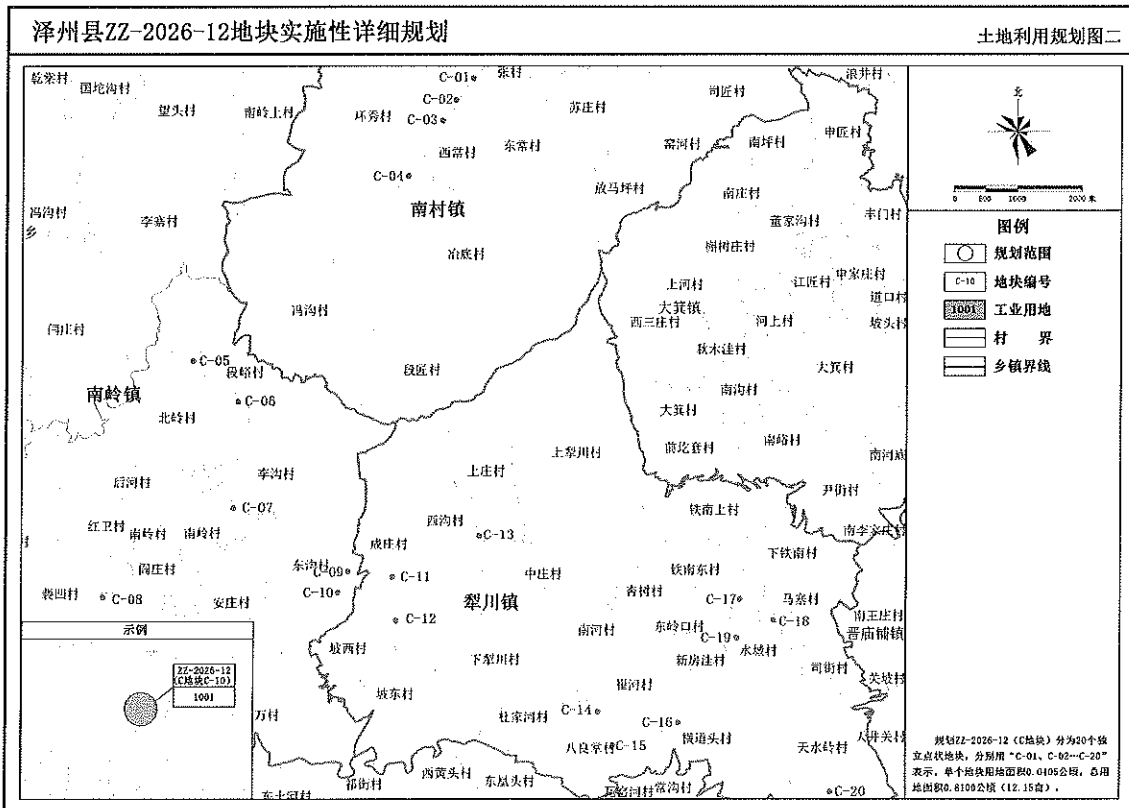 泽州县ZZ-2026-12地块实施性详细规划
土地利用规划图二
乾荣村
国坨沟村
望头村
南岭上村
环秀村
C-01
张村
C-02
C-03
苏庄村
司匠村
浪井村
西常村
东常村
窑河村
南坪村
申匠村
C-04
南村镇
放马坪村
南庄村
冯沟村
乡
李寨村
冶底村
董家沟村
丰门村
槲树庄村
上河村
江匠村
申家庄村
道口村
大箕镇
西三庄村
河上村
坡头村
冯沟村
闫庄村
C-05
段峪村
段匠村
秋木洼村
大箕村
南岭镇
C-06
北岭村
南沟村
大箕村
前圪套村
南峪村
南河底
上犁川村
上庄村
李沟村
后河村
尹街村
C-07
西沟村
C-13
铁南上村
红卫村
南岭村
南岭村
成庄村
下铁南村
阎庄村
东沟村
C-09
C-11
中庄村
铁南东村
C-10
犁川镇
青树村
C-17
马寨村
裴凹村
C-08
安庄村
C-12
C-18
南王庄村
晋庙铺镇
南河村
东岭口村
C-19
水坡村
坡西村
下犁川村
新房洼村
司街村
关坡村
坡东村
崔河村
万村
杜家河村
C-14
C-16
横道头村
八良掌村
C-15
天水岭村
祁街村
西黄头村
东凰头村
常沟村
C-20
示例
ZZ-2026-12
(C地块C-10)
1001
北
0 500 1000 2000 米
图例
规划范围
C-10 地块编号
1001 工业用地
村 界
乡镇界线
规划ZZ-2026-12（C地块）分为20个独
立点状地块，分别用“C-01、C-02…C-20”
表示，单个地块用地面积0.0405公顷，总用
地面积0.8100公顷（12.15亩）。